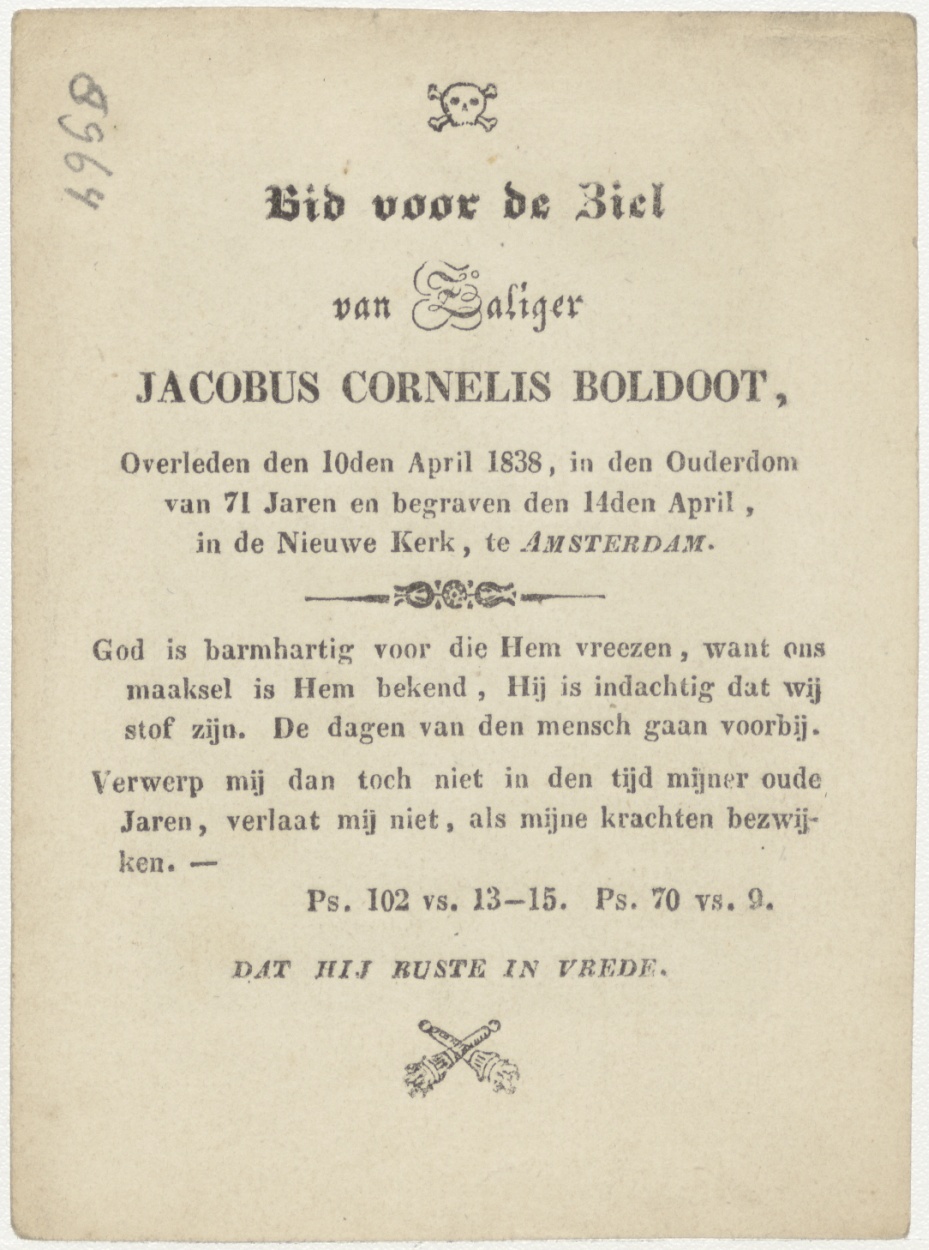 8964
Bid voor de Ziel
van Zaliger
JACOBUS CORNELIS BOLDOOT,
Overleden den 10den April 1838, in den Ouderdom
van 71 Jaren en begraven den 14den April,
in de Nieuwe Kerk, te AMSTERDAM.
God is barmhartig voor die Hem vreezen, want ons
maaksel is Hem bekend, Hij is indachtig dat wij
stof zijn. De dagen van den mensch gaan voorbij.
Verwerp mij dan toch niet in den tijd mijner oude
Jaren, verlaat mij niet, als mijne krachten bezwij-
ken. —
Ps. 102 vs. 13–15. Ps. 70 vs. 9.
DAT HIJ RUSTE IN VREDE.